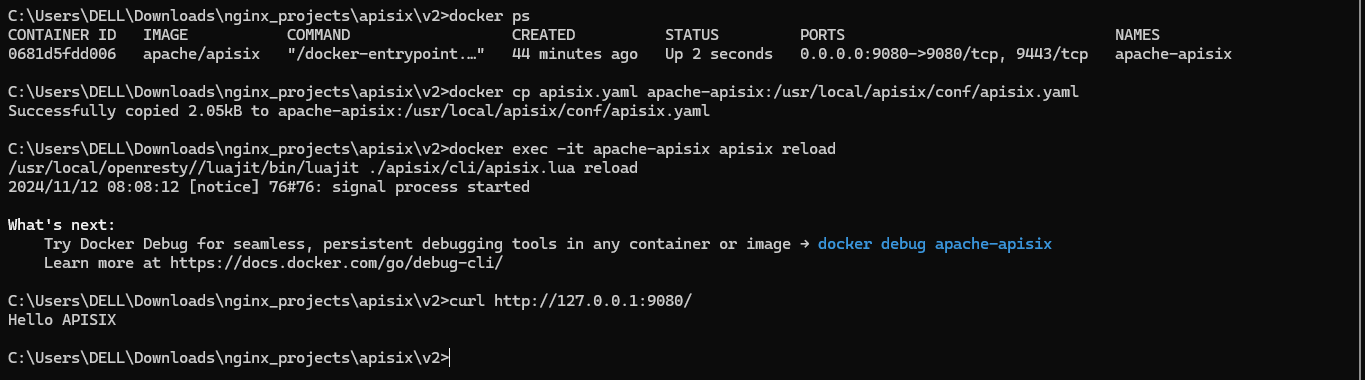 C:\Users\DELL\Downloads\nginx_projects\apisix\v2>docker ps
CONTAINER ID   IMAGE           COMMAND                  CREATED          STATUS         PORTS                              NAMES
0681d5fdd006   apache/apisix   "/docker-entrypoint.…"   44 minutes ago   Up 2 seconds   0.0.0.0:9080->9080/tcp, 9443/tcp   apache-apisix
C:\Users\DELL\Downloads\nginx_projects\apisix\v2>docker cp apisix.yaml apache-apisix:/usr/local/apisix/conf/apisix.yaml
Successfully copied 2.05kB to apache-apisix:/usr/local/apisix/conf/apisix.yaml
C:\Users\DELL\Downloads\nginx_projects\apisix\v2>docker exec -it apache-apisix apisix reload
/usr/local/openresty//luajit/bin/luajit ./apisix/cli/apisix.lua reload
2024/11/12 08:08:12 [notice] 76#76: signal process started
What's next:
    Try Docker Debug for seamless, persistent debugging tools in any container or image → docker debug apache-apisix
    Learn more at https://docs.docker.com/go/debug-cli/
C:\Users\DELL\Downloads\nginx_projects\apisix\v2>curl http://127.0.0.1:9080/
Hello APISIX
C:\Users\DELL\Downloads\nginx_projects\apisix\v2>